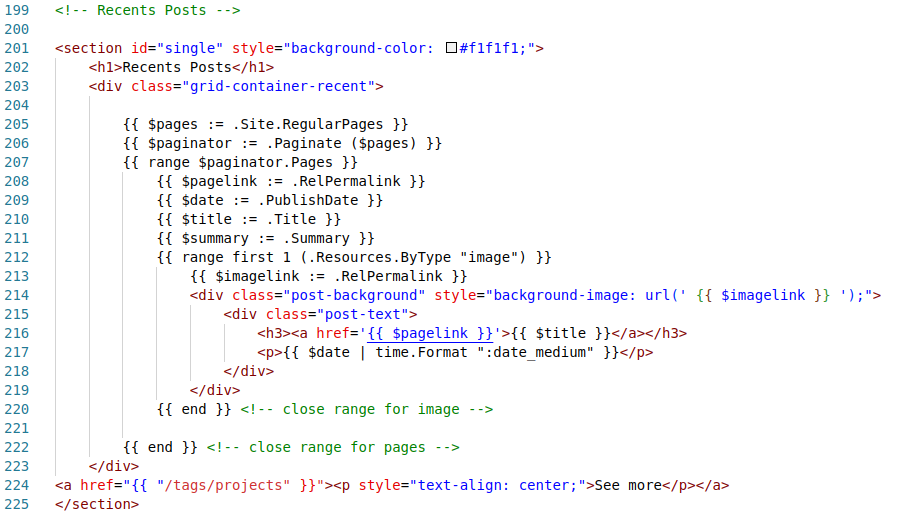 199 <!-- Recents Posts -->
200
201 <section id="single" style="background-color: #f1f1f1;">
202 <h1>Recents Posts</h1>
203 <div class="grid-container-recent">
204
205 {{ $pages := .Site.RegularPages }}
206 {{ $paginator := .Paginate ($pages) }}
207 {{ range $paginator.Pages }}
208 {{ $pagelink := .RelPermalink }}
209 {{ $date := .PublishDate }}
210 {{ $title := .Title }}
211 {{ $summary := .Summary }}
212 {{ range first 1 (.Resources.ByType "image") }}
213 {{ $imagelink := .RelPermalink }}
214 <div class="post-background" style="background-image: url(' {{ $imagelink }} ');">
215 <div class="post-text">
216 <h3><a href='{{ $pagelink }}'>{{ $title }}</a></h3>
217 <p>{{ $date | time.Format ":date_medium" }}</p>
218 </div>
219 </div>
220 {{ end }} <!-- close range for image -->
221
222 {{ end }} <!-- close range for pages -->
223 </div>
224 <a href="{{ "/tags/projects" }}"><p style="text-align: center;">See more</p></a>
225 </section>